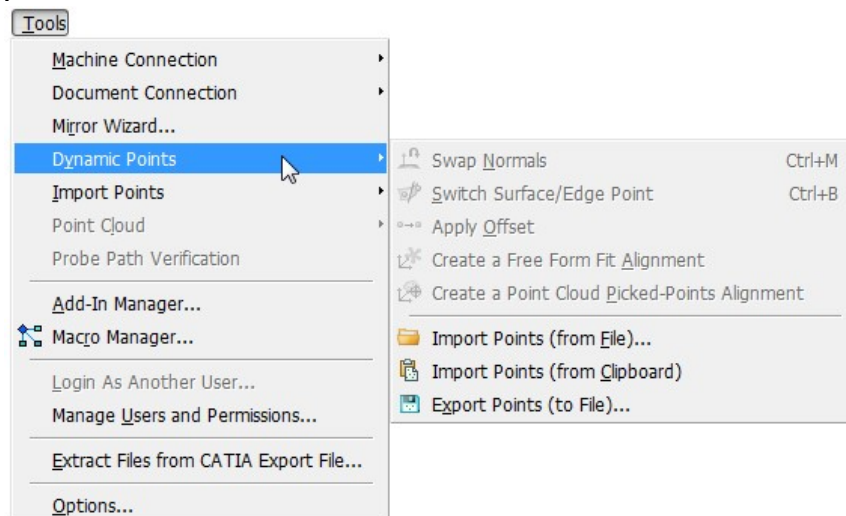 Tools
Machine Connection
Document Connection
Mirror Wizard...
Dynamic Points
Import Points
Point Cloud
Probe Path Verification
Add-In Manager...
Macro Manager...
Login As Another User...
Manage Users and Permissions...
Extract Files from CATIA Export File...
Options...
Swap Normals Ctrl+M
Switch Surface/Edge Point Ctrl+B
Apply Offset
Create a Free Form Fit Alignment
Create a Point Cloud Picked-Points Alignment
Import Points (from File)...
Import Points (from Clipboard)
Export Points (to File)...